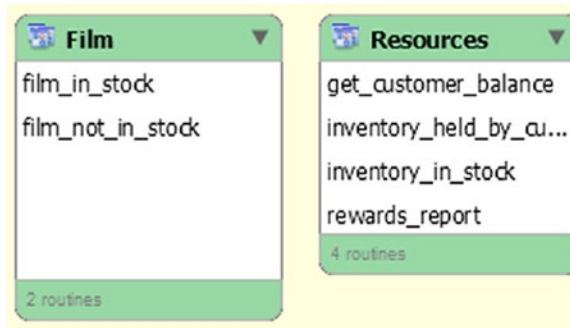 Film
film_in_stock
film_not_in_stock
2 routines
Resources
get_customer_balance
inventory_held_by_cu...
inventory_in_stock
rewards_report
4 routines